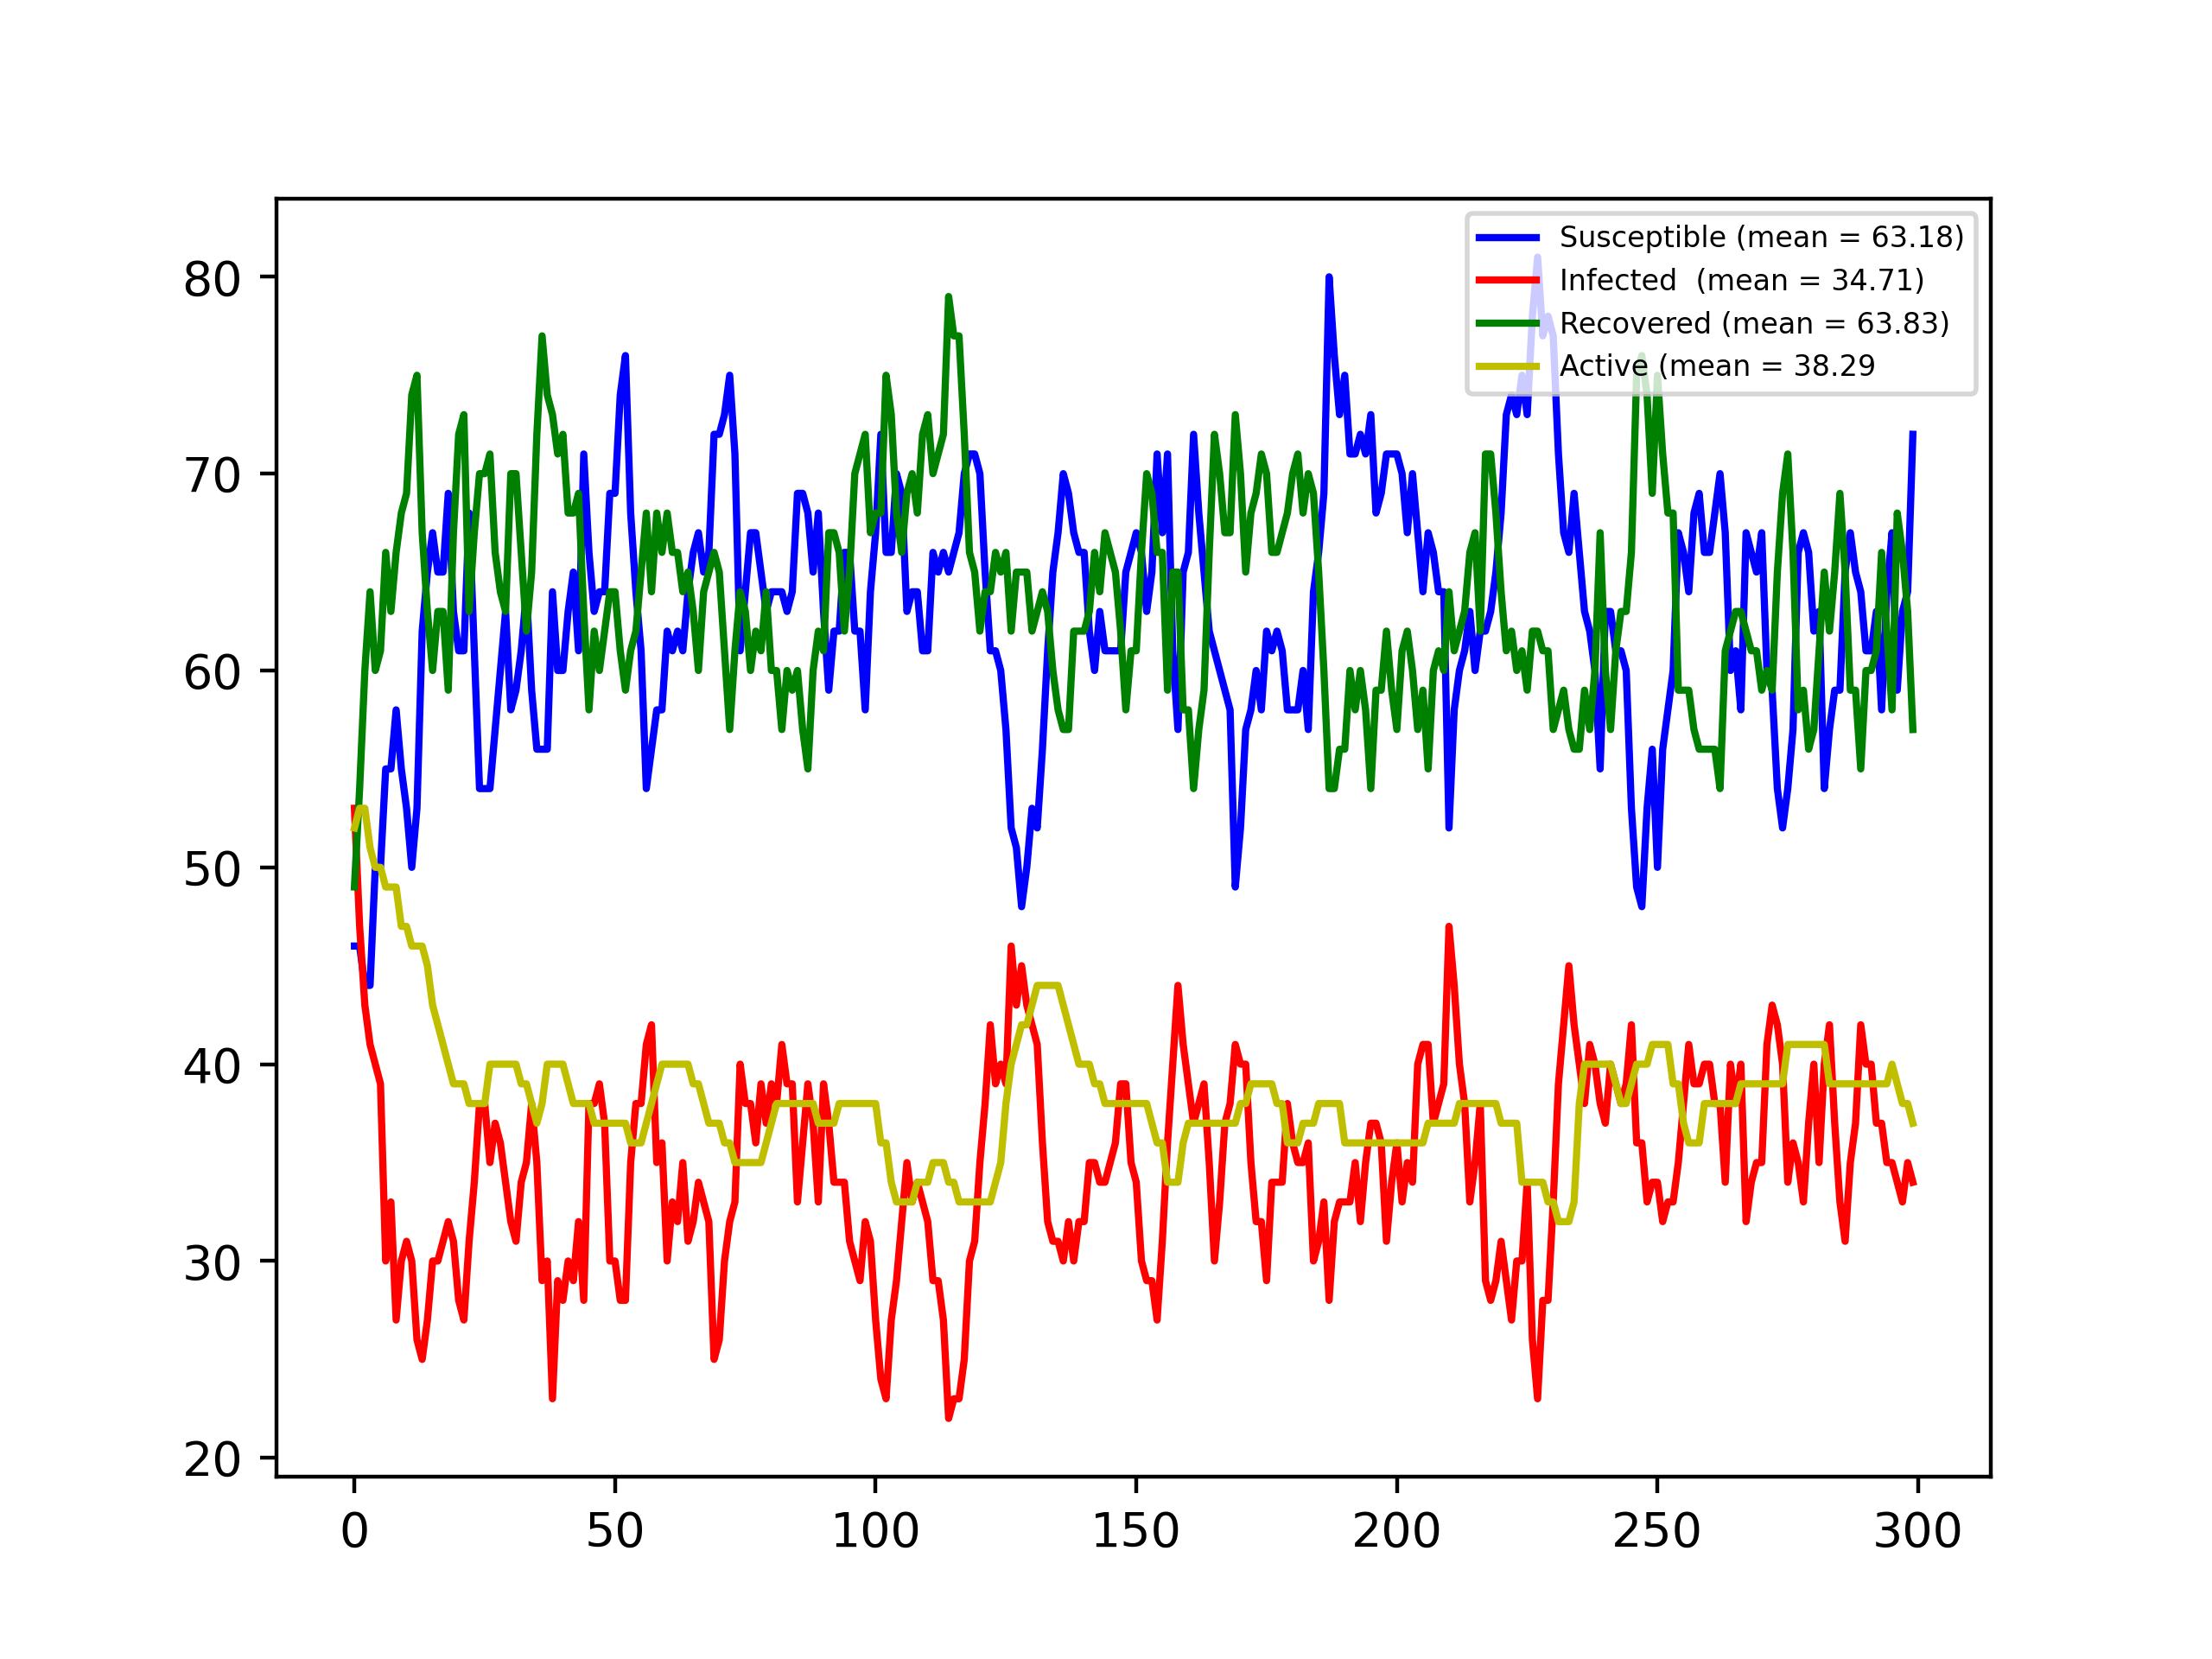 Susceptible (mean = 63.18)
Infected  (mean = 34.71)
Recovered (mean = 63.83)
Active (mean = 38.29
80
70
60
50
40
30
20
0 50 100 150 200 250 300